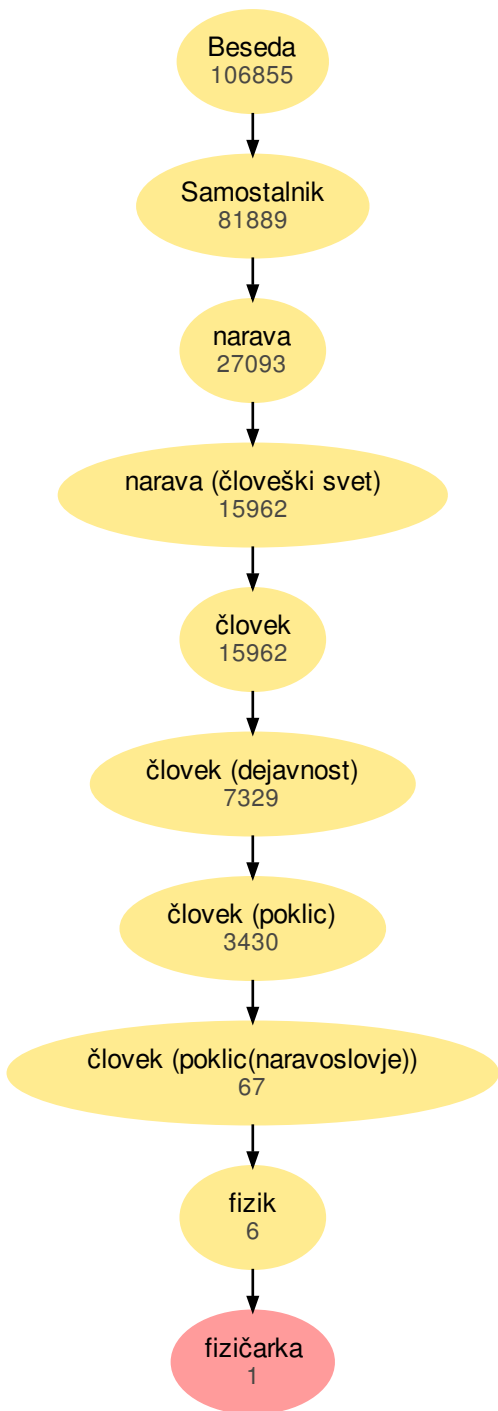 Beseda
106855
Samostalnik
81889
narava
27093
narava (človeški svet)
15962
človek
15962
človek (dejavnost)
7329
človek (poklic)
3430
človek (poklic(naravoslovje))
67
fizik
6
fizičarka
1